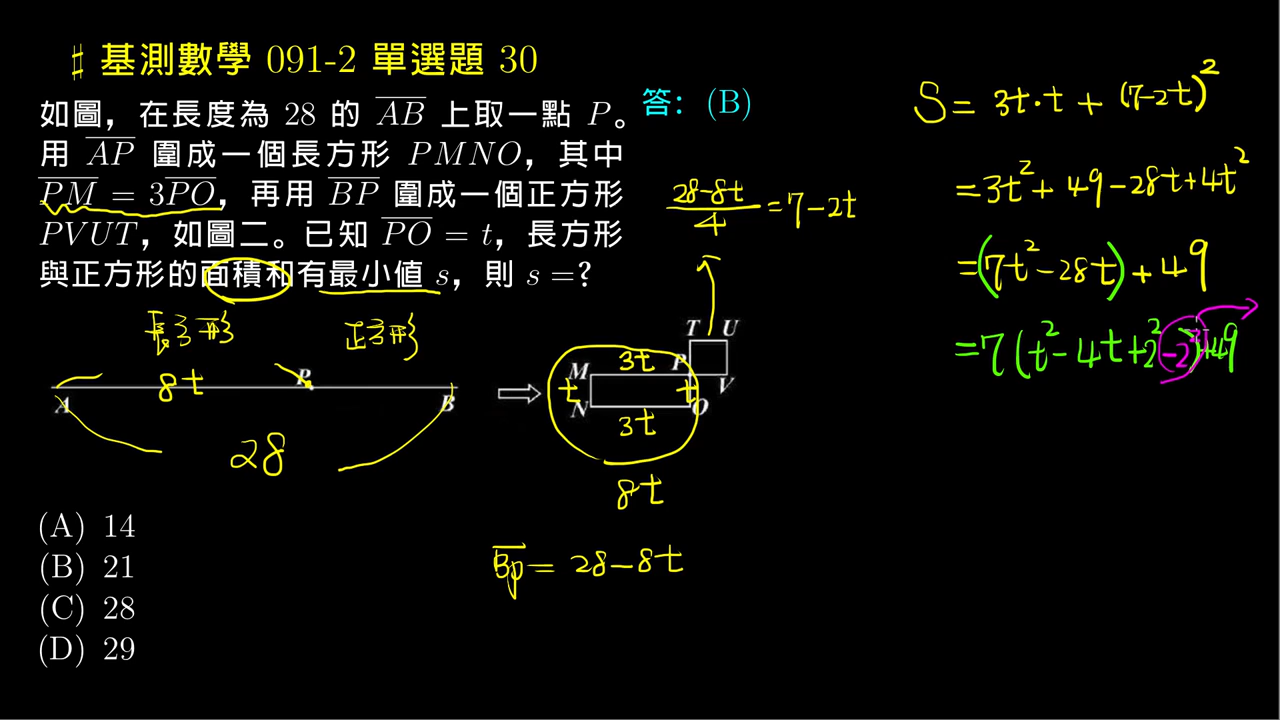 ♯ 基測數學 091-2 單選題 30
如圖，在長度為 28 的 AB 上取一點 P。
用 AP 圍成一個長方形 PMNO，其中
PM = 3PO，再用 BP 圍成一個正方形
PVUT，如圖二。已知 PO = t，長方形
與正方形的面積和有最小值 s，則 s =？
答：(B)
28-8t
4
=7-2t
S = 3t·t + (7-2t)²
=3t²+49-28t+4t²
=(7t²-28t)+49
=7(t²-4t+2²-2²)+49
長方形
正方形
8t
P
A
B
28
T U
M 3t P
t t V
N O
3t
8t
BP = 28-8t
(A) 14
(B) 21
(C) 28
(D) 29